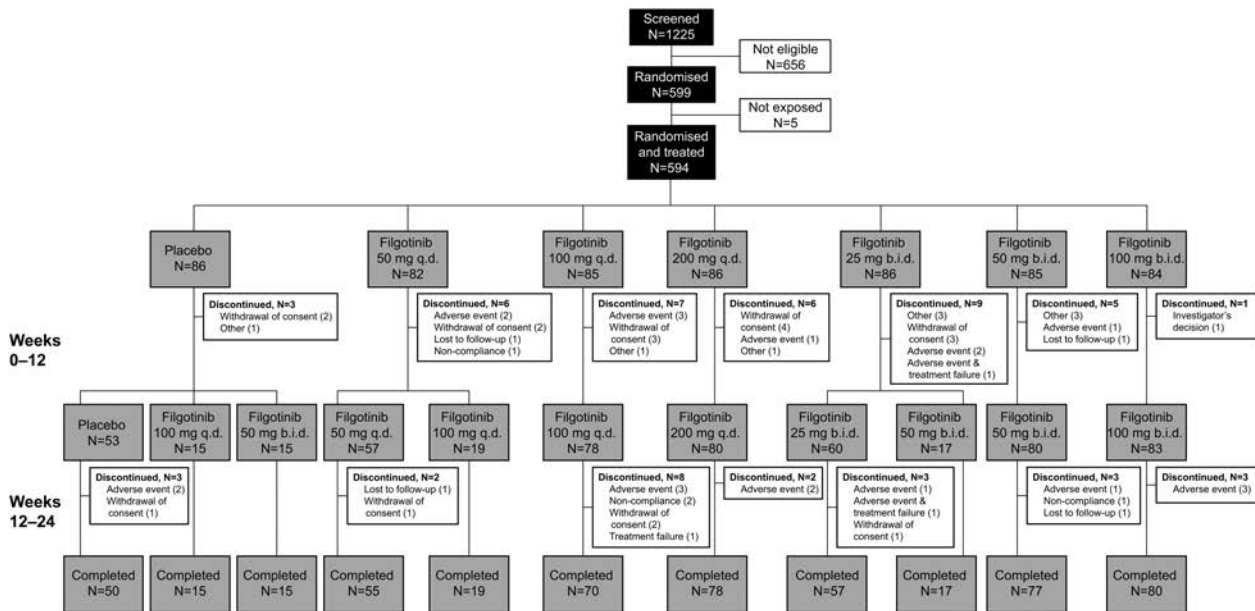 Screened
N=1225
Not eligible
N=656
Randomised
N=599
Not exposed
N=5
Randomised
and treated
N=594
Placebo
N=86
Filgotinib
50 mg q.d.
N=82
Filgotinib
100 mg q.d.
N=85
Filgotinib
200 mg q.d.
N=86
Filgotinib
25 mg b.i.d.
N=86
Filgotinib
50 mg b.i.d.
N=85
Filgotinib
100 mg b.i.d.
N=84
Weeks
0–12
Discontinued, N=3
Withdrawal of consent (2)
Other (1)
Discontinued, N=6
Adverse event (2)
Withdrawal of consent (2)
Lost to follow-up (1)
Non-compliance (1)
Discontinued, N=7
Adverse event (3)
Withdrawal of
consent (3)
Other (1)
Discontinued, N=6
Withdrawal of
consent (4)
Adverse event (1)
Other (1)
Discontinued, N=9
Other (3)
Withdrawal of
consent (3)
Adverse event (2)
Adverse event &
treatment failure (1)
Discontinued, N=5
Other (3)
Adverse event (1)
Lost to follow-up (1)
Discontinued, N=1
Investigator's
decision (1)
Placebo
N=53
Filgotinib
100 mg q.d.
N=15
Filgotinib
50 mg b.i.d.
N=15
Filgotinib
50 mg q.d.
N=57
Filgotinib
100 mg q.d.
N=19
Filgotinib
100 mg q.d.
N=78
Filgotinib
200 mg q.d.
N=80
Filgotinib
25 mg b.i.d.
N=60
Filgotinib
50 mg b.i.d.
N=17
Filgotinib
50 mg b.i.d.
N=80
Filgotinib
100 mg b.i.d.
N=83
Weeks
12–24
Discontinued, N=3
Adverse event (2)
Withdrawal of
consent (1)
Discontinued, N=2
Lost to follow-up (1)
Withdrawal of
consent (1)
Discontinued, N=8
Adverse event (3)
Non-compliance (2)
Withdrawal of
consent (2)
Treatment failure (1)
Discontinued, N=2
Adverse event (2)
Discontinued, N=3
Adverse event (1)
Adverse event &
treatment failure (1)
Withdrawal of
consent (1)
Discontinued, N=3
Adverse event (1)
Non-compliance (1)
Lost to follow-up (1)
Discontinued, N=3
Adverse event (3)
Completed
N=50
Completed
N=15
Completed
N=15
Completed
N=55
Completed
N=19
Completed
N=70
Completed
N=78
Completed
N=57
Completed
N=17
Completed
N=77
Completed
N=80